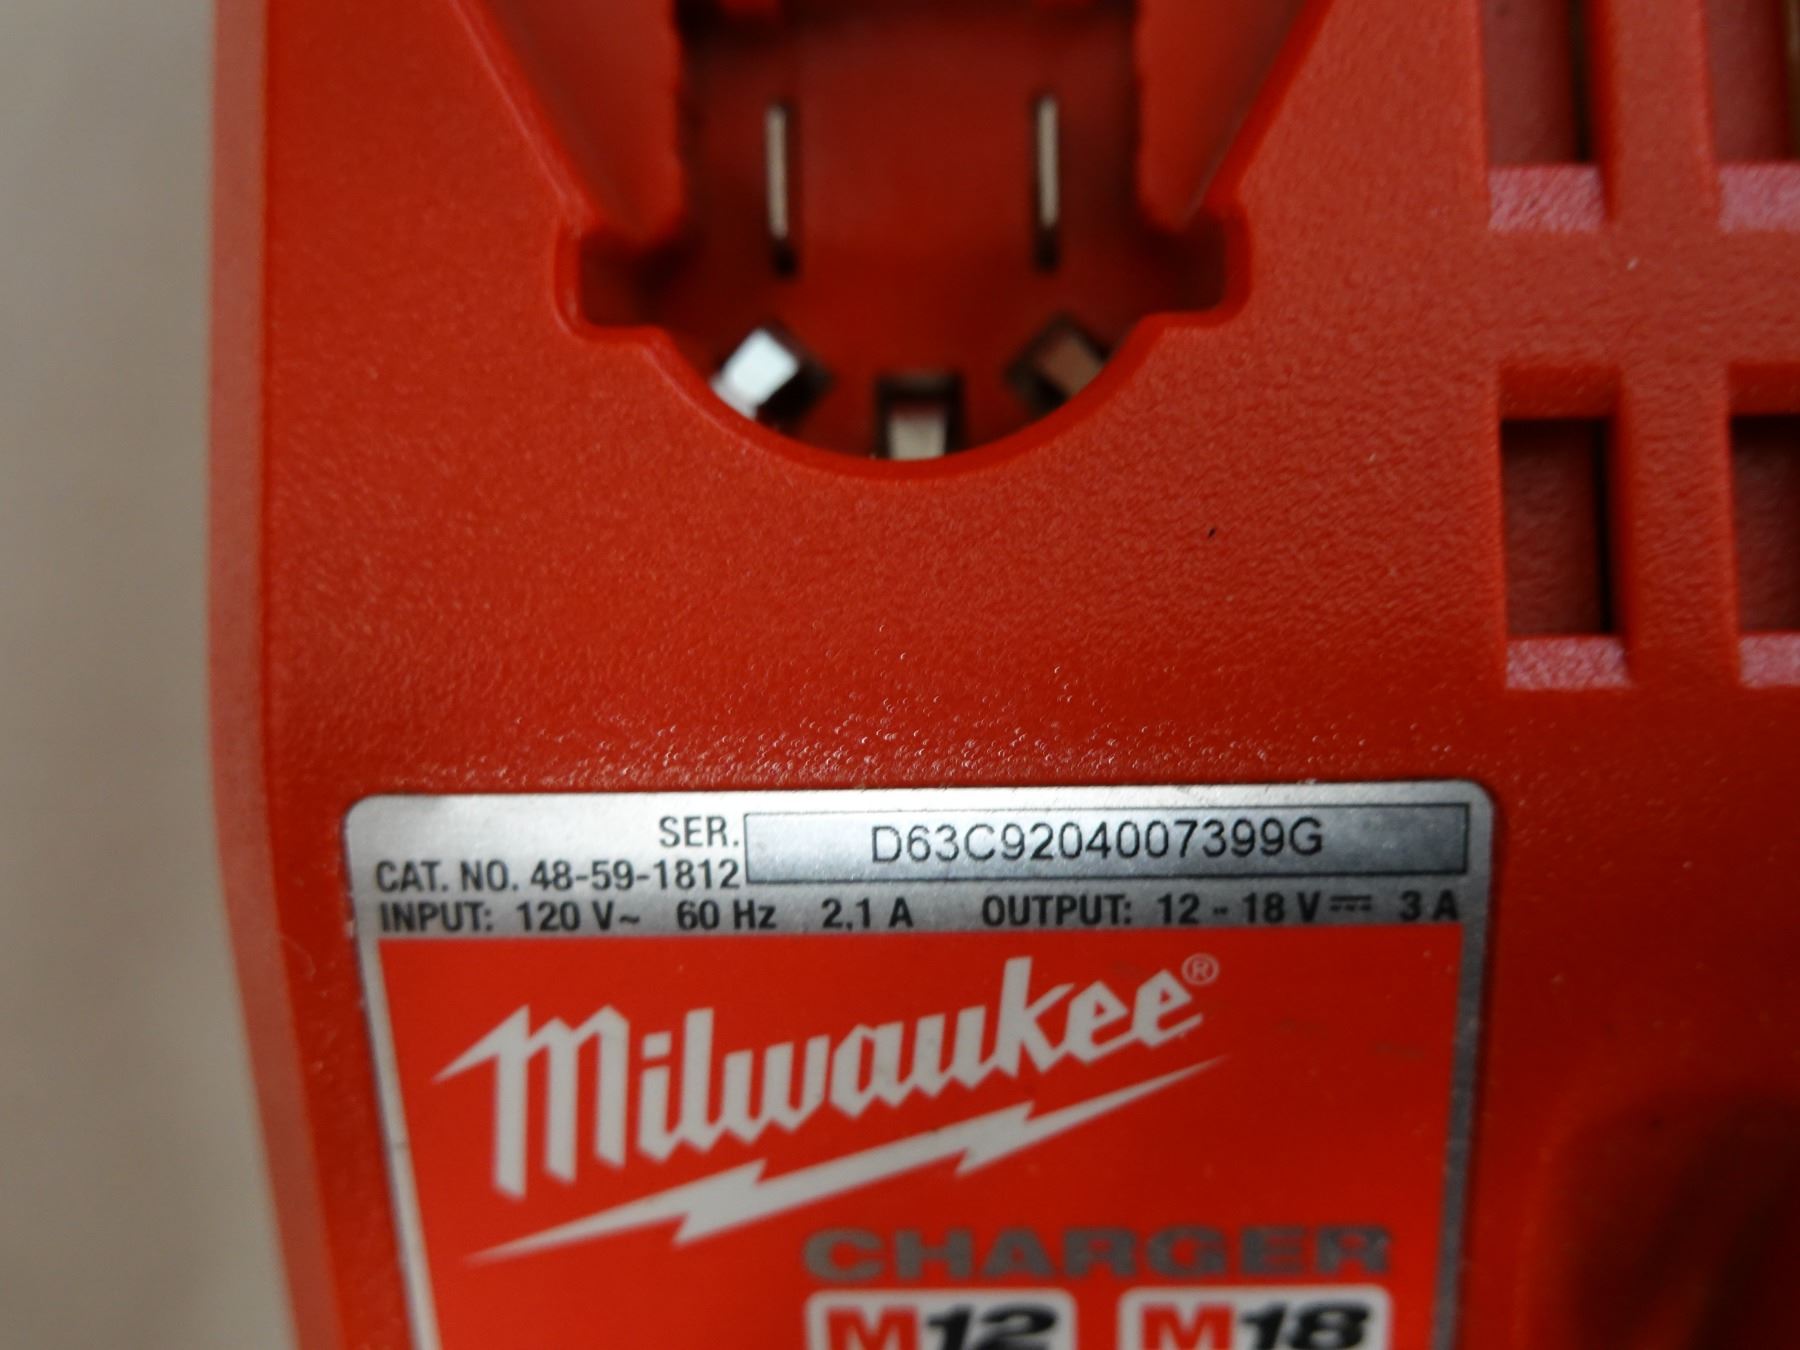 SER. D63C9204007399G
CAT. NO. 48-59-1812
INPUT: 120 V~ 60 Hz 2,1 A OUTPUT: 12 - 18 V⎓ 3 A
Milwaukee®
CHARGER
M12 M18